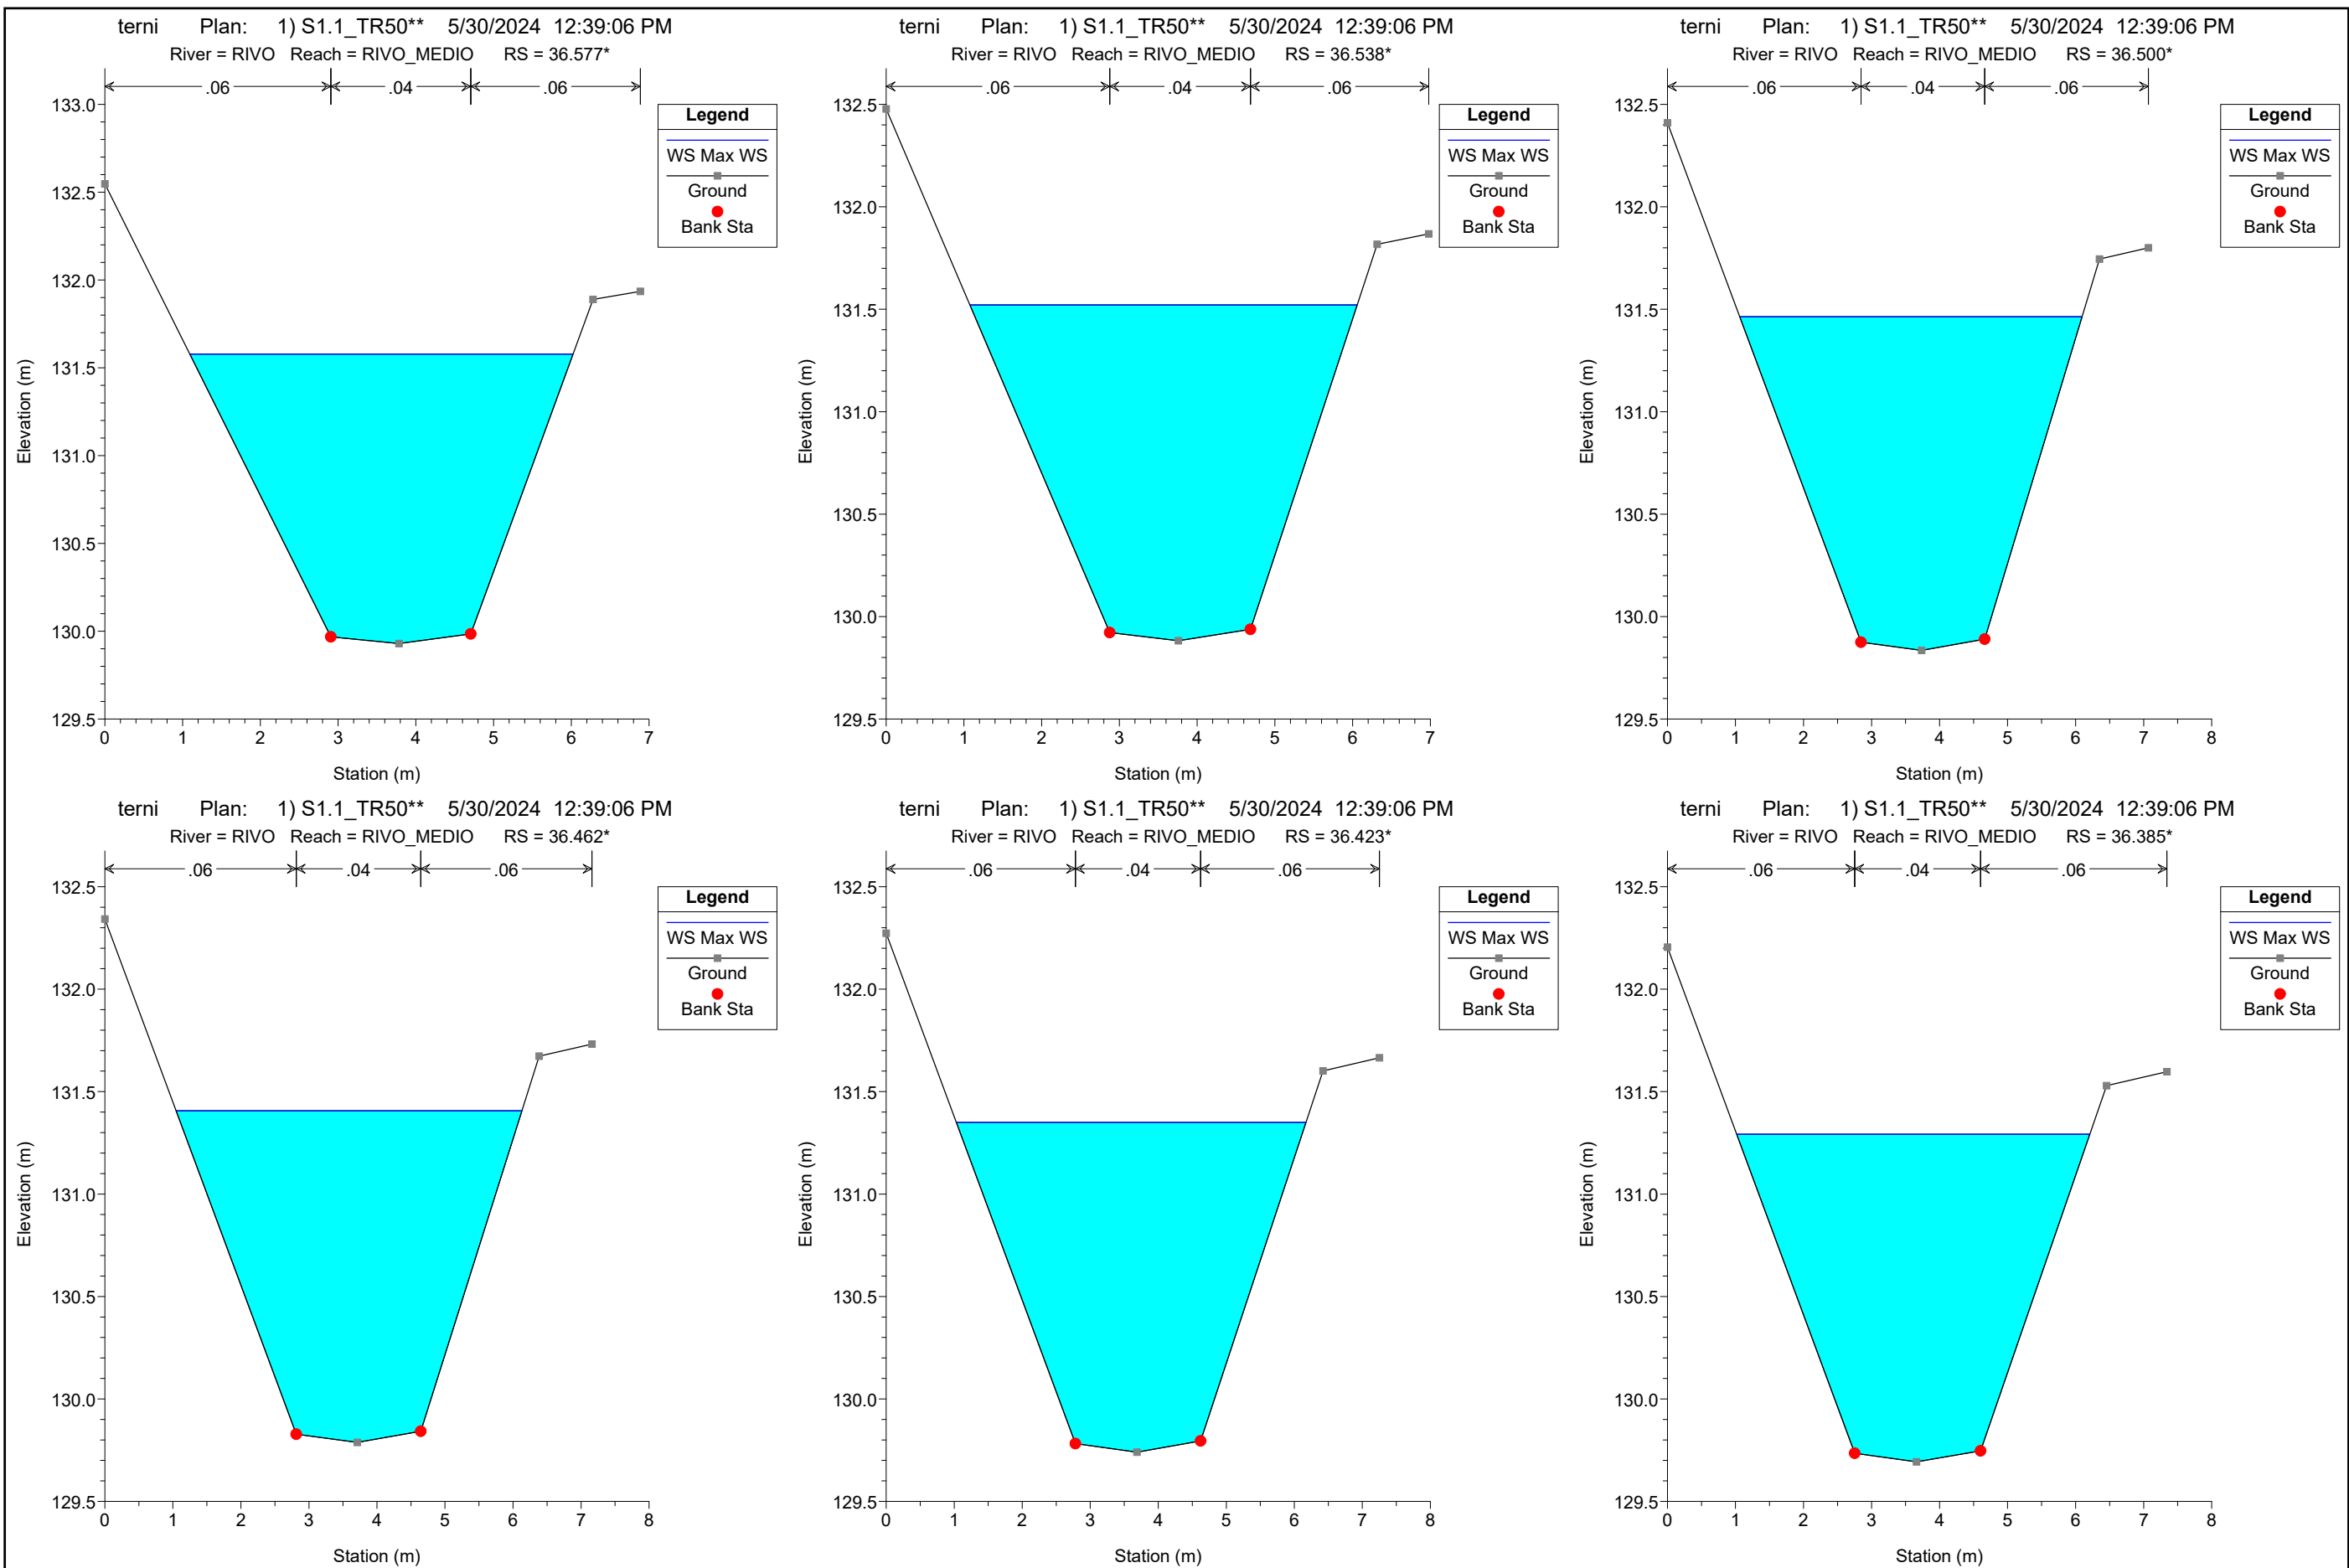 terni Plan: 1) S1.1_TR50** 5/30/2024 12:39:06 PM
River = RIVO Reach = RIVO_MEDIO RS = 36.577*
.06 .04 .06
133.0
132.5
132.0
131.5
131.0
130.5
130.0
129.5
Elevation (m)
0 1 2 3 4 5 6 7
Station (m)
Legend
WS Max WS
Ground
Bank Sta
terni Plan: 1) S1.1_TR50** 5/30/2024 12:39:06 PM
River = RIVO Reach = RIVO_MEDIO RS = 36.538*
.06 .04 .06
132.5
132.0
131.5
131.0
130.5
130.0
129.5
Elevation (m)
0 1 2 3 4 5 6 7
Station (m)
Legend
WS Max WS
Ground
Bank Sta
terni Plan: 1) S1.1_TR50** 5/30/2024 12:39:06 PM
River = RIVO Reach = RIVO_MEDIO RS = 36.500*
.06 .04 .06
132.5
132.0
131.5
131.0
130.5
130.0
129.5
Elevation (m)
0 1 2 3 4 5 6 7 8
Station (m)
Legend
WS Max WS
Ground
Bank Sta
terni Plan: 1) S1.1_TR50** 5/30/2024 12:39:06 PM
River = RIVO Reach = RIVO_MEDIO RS = 36.462*
.06 .04 .06
132.5
132.0
131.5
131.0
130.5
130.0
129.5
Elevation (m)
0 1 2 3 4 5 6 7 8
Station (m)
Legend
WS Max WS
Ground
Bank Sta
terni Plan: 1) S1.1_TR50** 5/30/2024 12:39:06 PM
River = RIVO Reach = RIVO_MEDIO RS = 36.423*
.06 .04 .06
132.5
132.0
131.5
131.0
130.5
130.0
129.5
Elevation (m)
0 1 2 3 4 5 6 7 8
Station (m)
Legend
WS Max WS
Ground
Bank Sta
terni Plan: 1) S1.1_TR50** 5/30/2024 12:39:06 PM
River = RIVO Reach = RIVO_MEDIO RS = 36.385*
.06 .04 .06
132.5
132.0
131.5
131.0
130.5
130.0
129.5
Elevation (m)
0 1 2 3 4 5 6 7 8
Station (m)
Legend
WS Max WS
Ground
Bank Sta